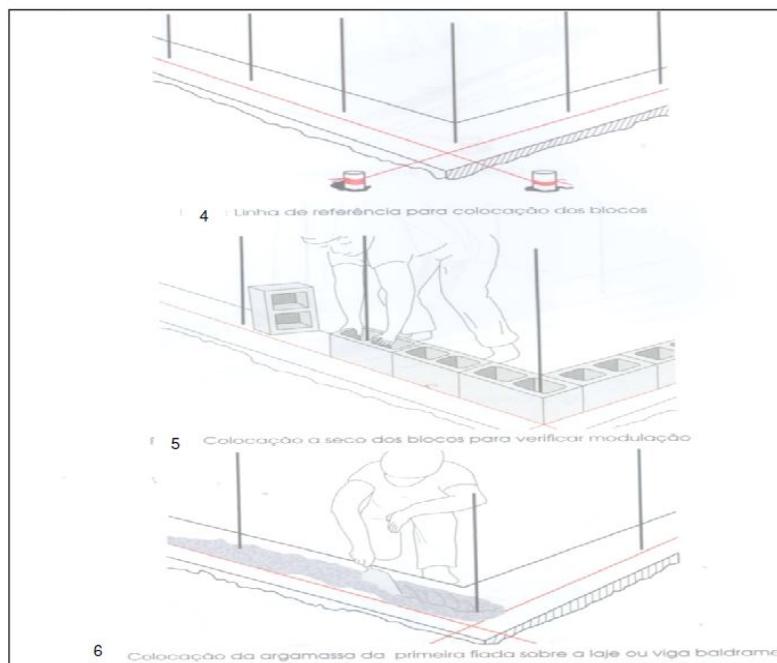 4 : Linha de referência para colocação dos blocos
5 Colocação a seco dos blocos para verificar modulação
6 Colocação da argamassa da primeira fiada sobre a laje ou viga baldrame